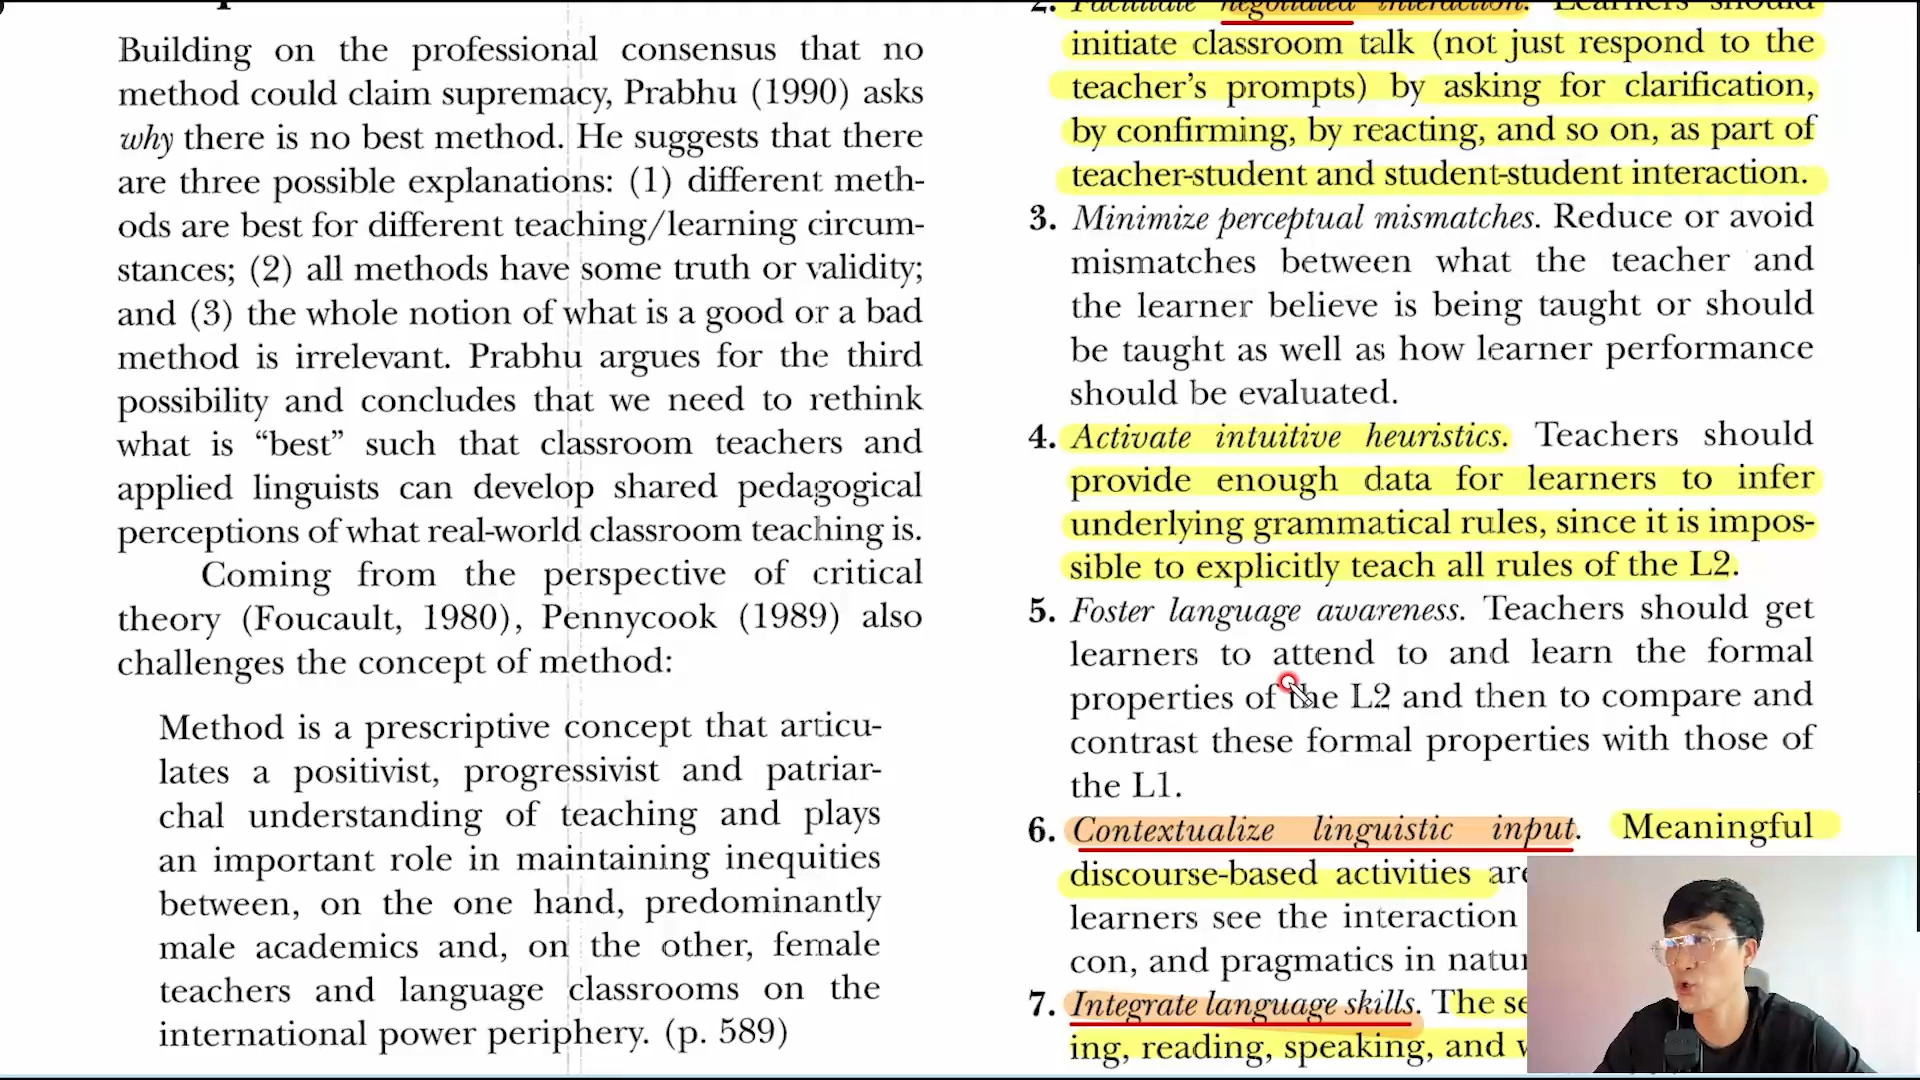 Building on the professional consensus that no
method could claim supremacy, Prabhu (1990) asks
why there is no best method. He suggests that there
are three possible explanations: (1) different meth-
ods are best for different teaching/learning circum-
stances; (2) all methods have some truth or validity;
and (3) the whole notion of what is a good or a bad
method is irrelevant. Prabhu argues for the third
possibility and concludes that we need to rethink
what is “best” such that classroom teachers and
applied linguists can develop shared pedagogical
perceptions of what real-world classroom teaching is.
Coming from the perspective of critical
theory (Foucault, 1980), Pennycook (1989) also
challenges the concept of method:
Method is a prescriptive concept that articu-
lates a positivist, progressivist and patriar-
chal understanding of teaching and plays
an important role in maintaining inequities
between, on the one hand, predominantly
male academics and, on the other, female
teachers and language classrooms on the
international power periphery. (p. 589)
2. Facilitate negotiated interaction. Learners should
initiate classroom talk (not just respond to the
teacher’s prompts) by asking for clarification,
by confirming, by reacting, and so on, as part of
teacher-student and student-student interaction.
3. Minimize perceptual mismatches. Reduce or avoid
mismatches between what the teacher and
the learner believe is being taught or should
be taught as well as how learner performance
should be evaluated.
4. Activate intuitive heuristics. Teachers should
provide enough data for learners to infer
underlying grammatical rules, since it is impos-
sible to explicitly teach all rules of the L2.
5. Foster language awareness. Teachers should get
learners to attend to and learn the formal
properties of the L2 and then to compare and
contrast these formal properties with those of
the L1.
6. Contextualize linguistic input. Meaningful
discourse-based activities are
learners see the interaction
con, and pragmatics in natu
7. Integrate language skills. The se
ing, reading, speaking, and w